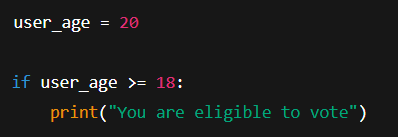 user_age = 20
if user_age >= 18:
    print("You are eligible to vote")